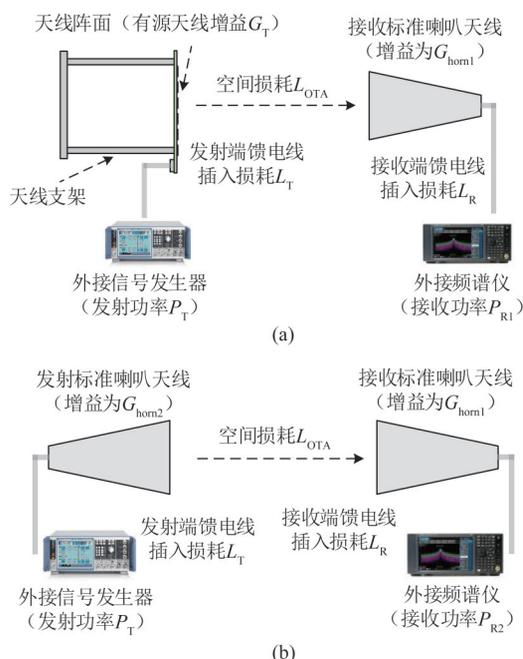 天线阵面（有源天线增益G_T）
接收标准喇叭天线
（增益为G_horn1）
空间损耗L_OTA
发射端馈电线
插入损耗L_T
接收端馈电线
插入损耗L_R
天线支架
外接信号发生器
（发射功率P_T）
外接频谱仪
（接收功率P_R1）
(a)
发射标准喇叭天线
（增益为G_horn2）
接收标准喇叭天线
（增益为G_horn1）
空间损耗L_OTA
发射端馈电线
插入损耗L_T
接收端馈电线
插入损耗L_R
外接信号发生器
（发射功率P_T）
外接频谱仪
（接收功率P_R2）
(b)